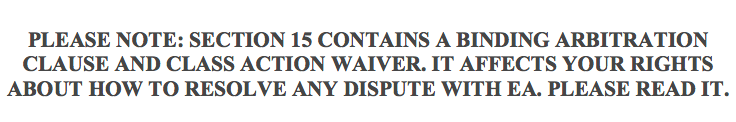 PLEASE NOTE: SECTION 15 CONTAINS A BINDING ARBITRATION
CLAUSE AND CLASS ACTION WAIVER. IT AFFECTS YOUR RIGHTS
ABOUT HOW TO RESOLVE ANY DISPUTE WITH EA. PLEASE READ IT.